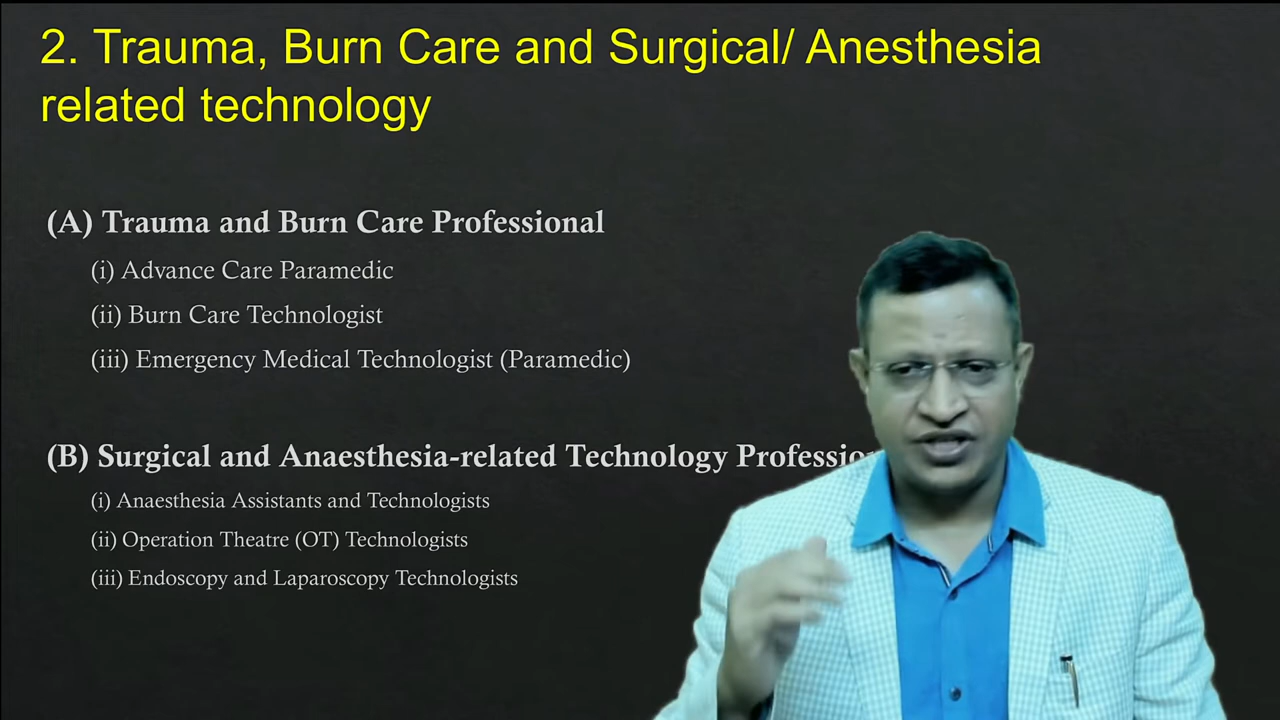 2. Trauma, Burn Care and Surgical/ Anesthesia
related technology
(A) Trauma and Burn Care Professional
(i) Advance Care Paramedic
(ii) Burn Care Technologist
(iii) Emergency Medical Technologist (Paramedic)
(B) Surgical and Anaesthesia-related Technology
(i) Anaesthesia Assistants and Technologists
(ii) Operation Theatre (OT) Technologists
(iii) Endoscopy and Laparoscopy Technologists